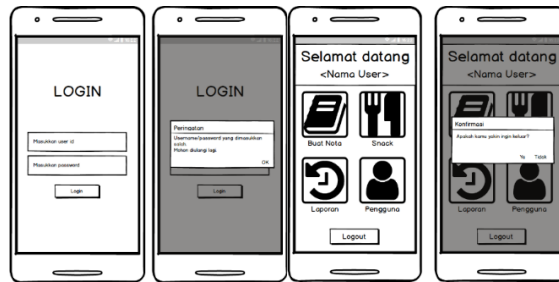 LOGIN
Masukkan user id
Masukkan password
Login
LOGIN
Peringatan
Username/password yang dimasukkan
salah.
Mohon diulangi lagi.
OK
Login
Selamat datang
<Nama User>
Buat Nota
Snack
Laporan
Pengguna
Logout
Selamat datang
<Nama User>
Konfirmasi
Apakah kamu yakin ingin keluar?
Ya Tidak
Laporan
Pengguna
Logout